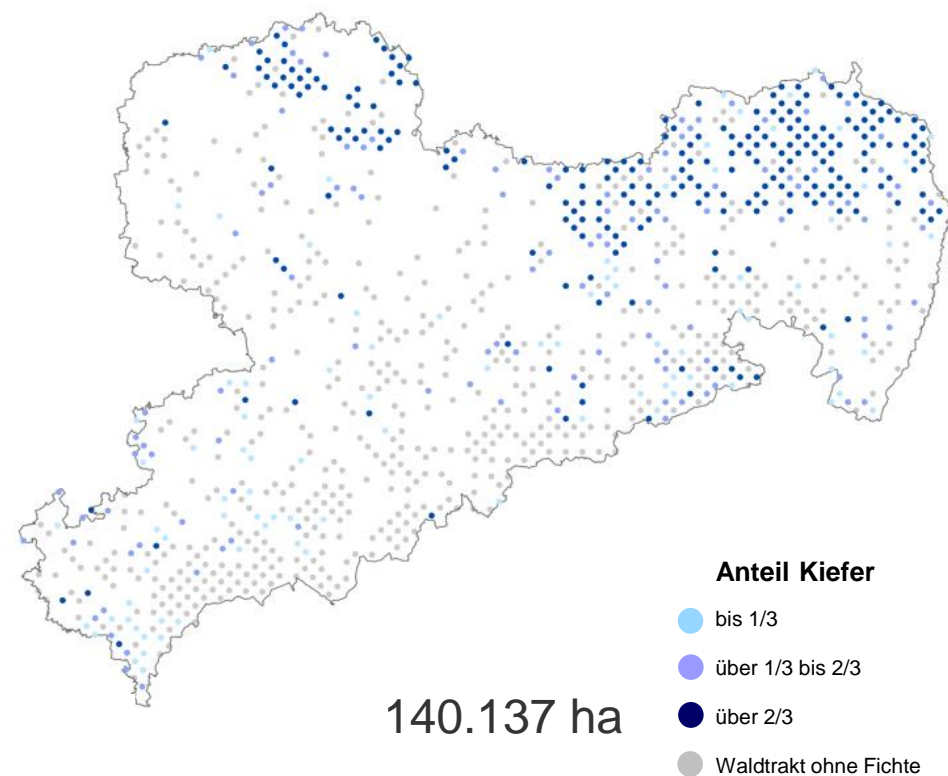 Anteil Kiefer
bis 1/3
über 1/3 bis 2/3
140.137 ha
über 2/3
Waldtrakt ohne Fichte